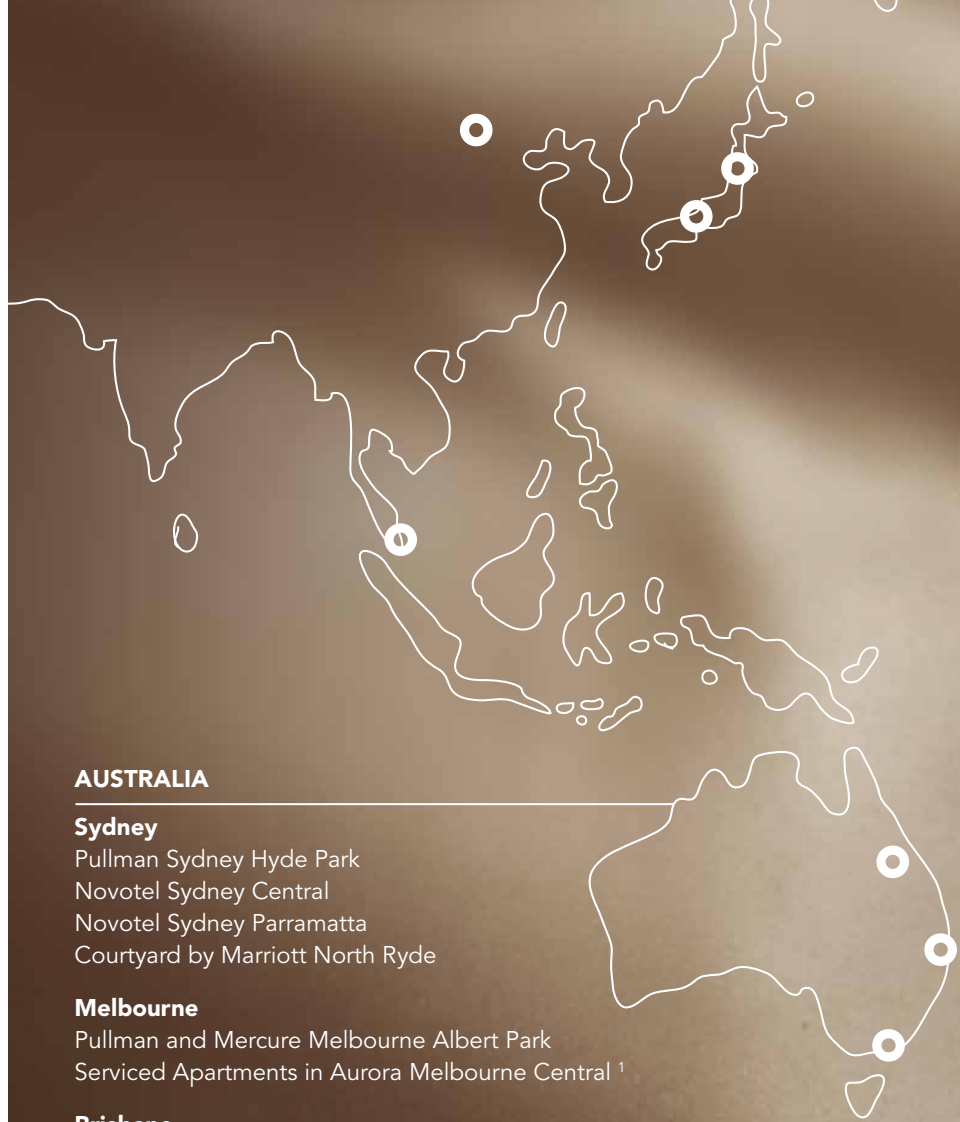 AUSTRALIA
Sydney
Pullman Sydney Hyde Park
Novotel Sydney Central
Novotel Sydney Parramatta
Courtyard by Marriott North Ryde
Melbourne
Pullman and Mercure Melbourne Albert Park
Serviced Apartments in Aurora Melbourne Central ¹
Brisbane